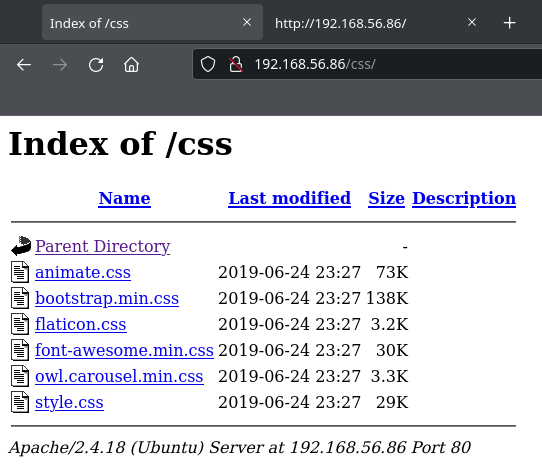 Index of /css
http://192.168.56.86/
192.168.56.86/css/
Index of /css
Name Last modified Size Description
Parent Directory -
animate.css 2019-06-24 23:27 73K
bootstrap.min.css 2019-06-24 23:27 138K
flaticon.css 2019-06-24 23:27 3.2K
font-awesome.min.css 2019-06-24 23:27 30K
owl.carousel.min.css 2019-06-24 23:27 3.3K
style.css 2019-06-24 23:27 29K
Apache/2.4.18 (Ubuntu) Server at 192.168.56.86 Port 80